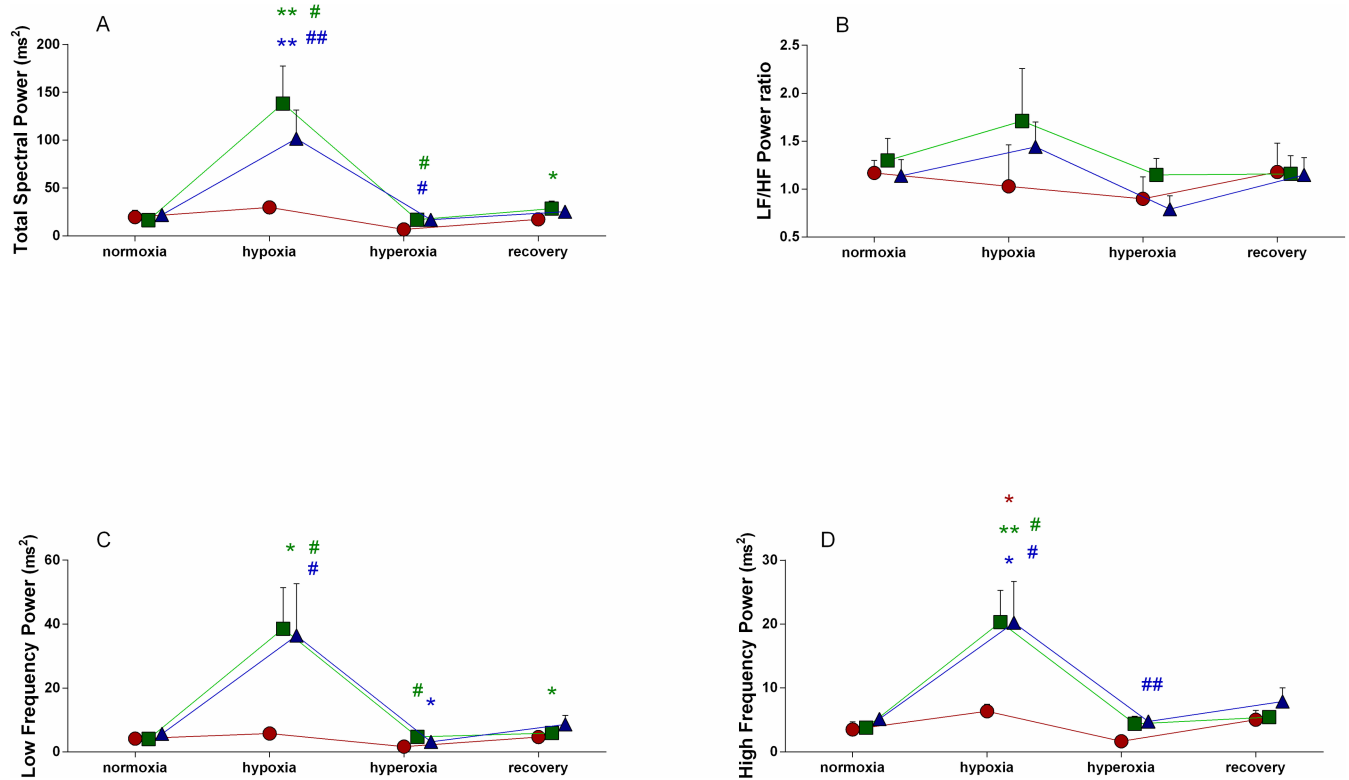 A
** #
** ##
Total Spectral Power (ms²)
200
150
100
50
0
#
#
*
normoxia hypoxia hyperoxia recovery
B
LF/HF Power ratio
2.5
2.0
1.5
1.0
0.5
normoxia hypoxia hyperoxia recovery
C
* #
#
Low Frequency Power (ms²)
60
40
20
0
# *
*
normoxia hypoxia hyperoxia recovery
D
*
** #
* #
High Frequency Power (ms²)
30
20
10
0
##
normoxia hypoxia hyperoxia recovery